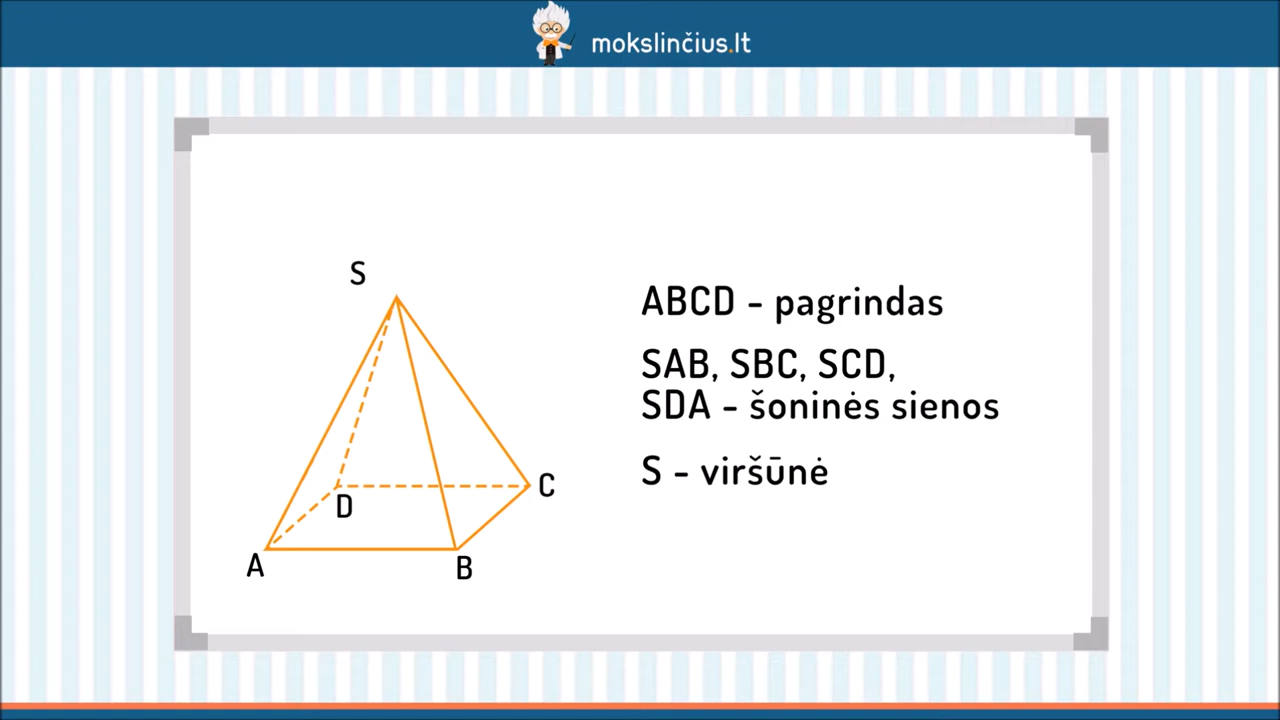 mokslinčius.lt
S
ABCD - pagrindas
SAB, SBC, SCD,
SDA - šoninės sienos
S - viršūnė
D
C
A
B